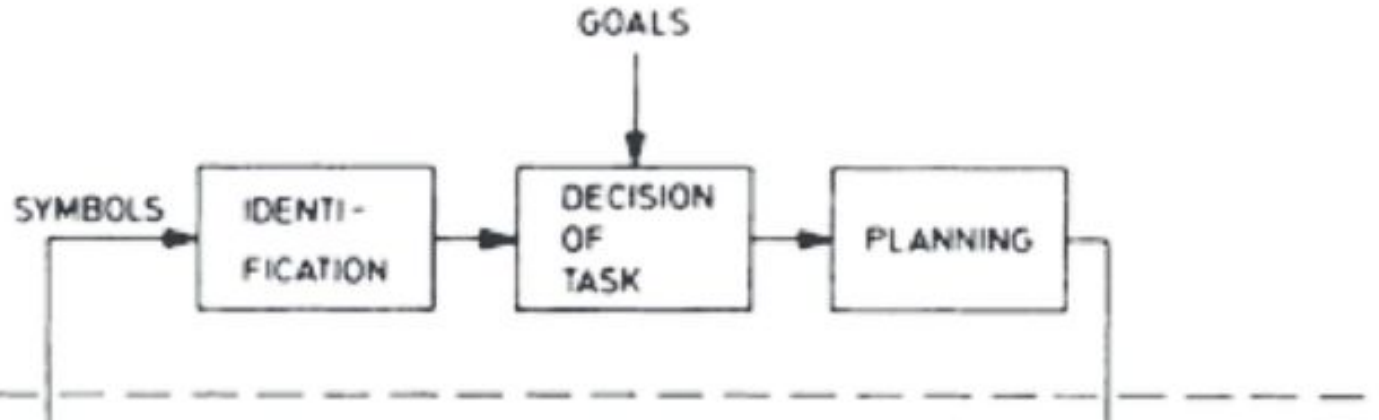 GOALS
SYMBOLS
IDENTI-
FICATION
DECISION
OF
TASK
PLANNING